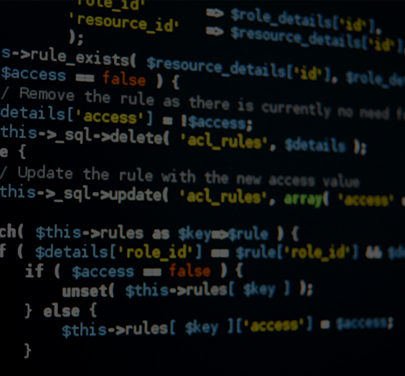 'role_id' => $role_details['id'],
'resource_id' => $resource_details['id'],
);
s->rule_exists( $resource_details['id'], $role_de
$access == false ) {
/ Remove the rule as there is currently no need f
details['access'] = !$access;
this->_sql->delete( 'acl_rules', $details );
e {
/ Update the rule with the new access value
this->_sql->update( 'acl_rules', array( 'access'
ch( $this->rules as $key=>$rule ) {
f ( $details['role_id'] == $rule['role_id'] &&
if ( $access == false ) {
unset( $this->rules[ $key ] );
} else {
$this->rules[ $key ]['access'] = $access;
}